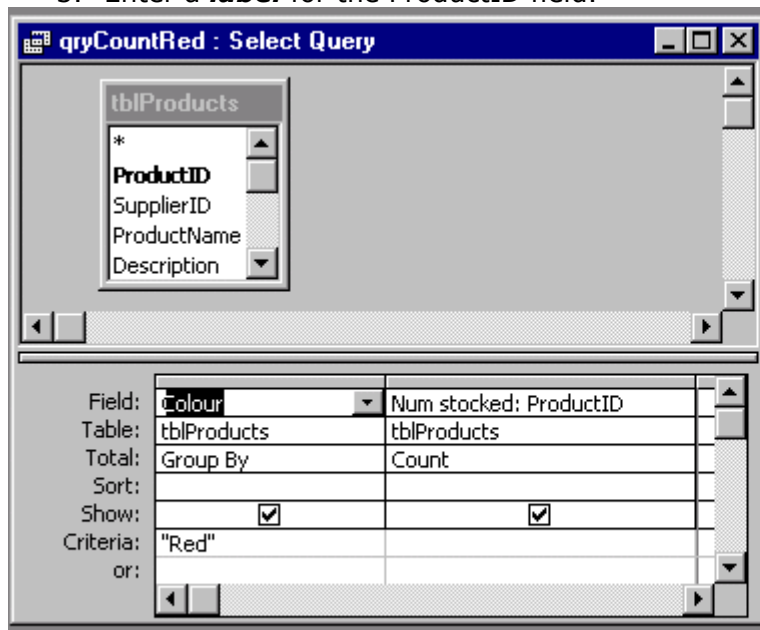 5. Enter a label for the ProductID field.
qryCountRed : Select Query
tblProducts
*
ProductID
SupplierID
ProductName
Description
Field: Colour Num stocked: ProductID
Table: tblProducts tblProducts
Total: Group By Count
Sort:
Show:
Criteria: "Red"
or: